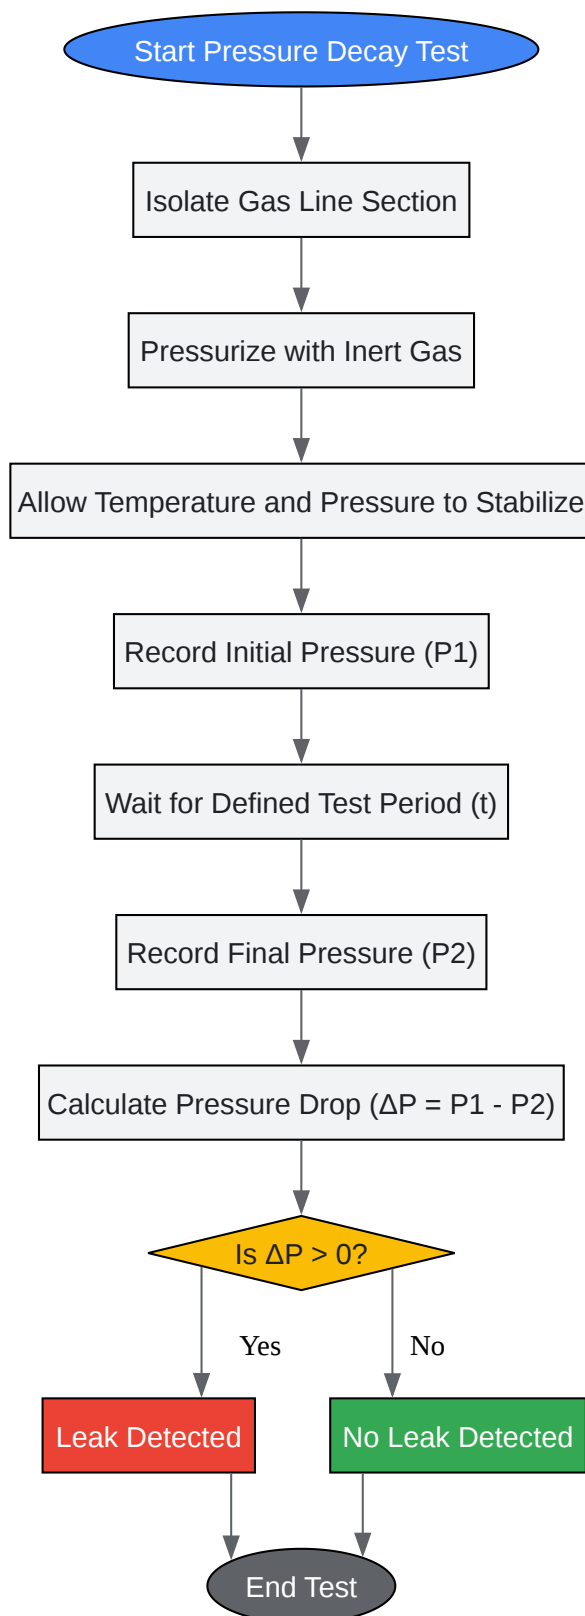 Start Pressure Decay Test
Isolate Gas Line Section
Pressurize with Inert Gas
Allow Temperature and Pressure to Stabilize
Record Initial Pressure (P1)
Wait for Defined Test Period (t)
Record Final Pressure (P2)
Calculate Pressure Drop (ΔP = P1 - P2)
Is ΔP > 0?
Yes
No
Leak Detected
No Leak Detected
End Test